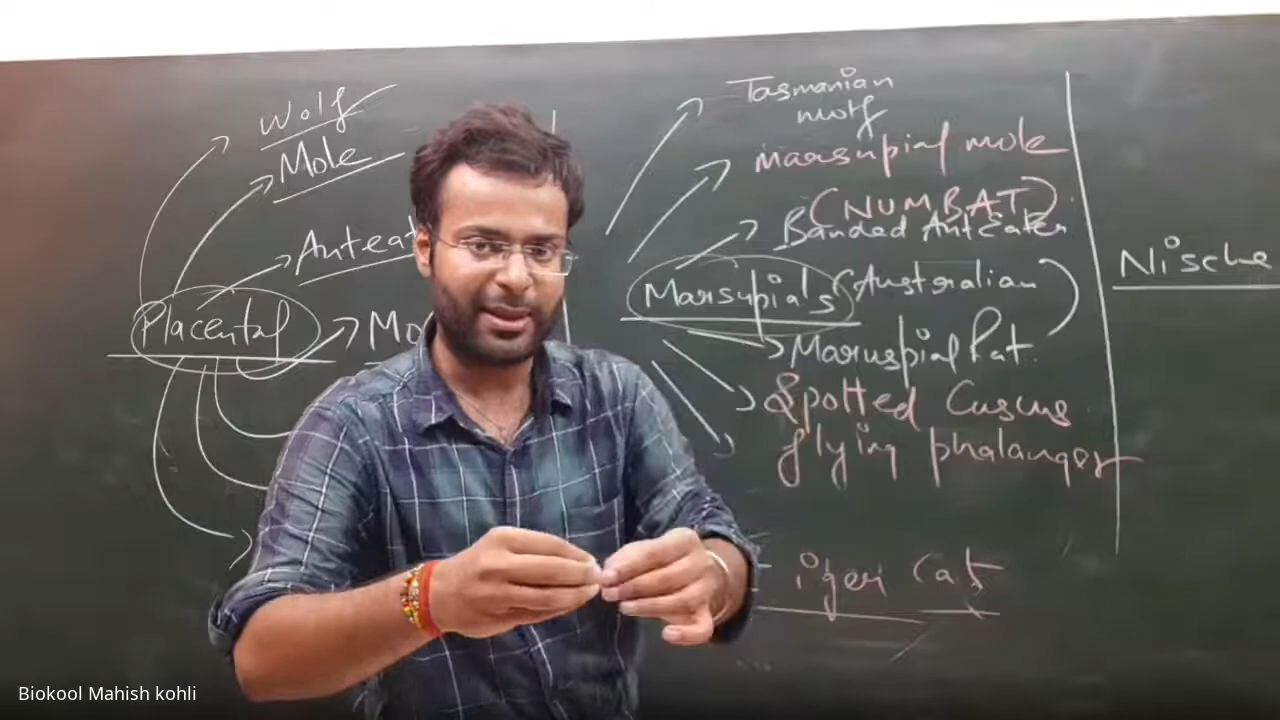 Wolf
Mole
Anteat
Placental
Mo
Tasmanian
wolf
marsupial mole
(NUMBAT)
Banded AntEater
Marsupials (Australian)
Maruspial Rat.
Spotted Cuscus
flying phalanger
iger Cat
Nische
Biokool Mahish kohli